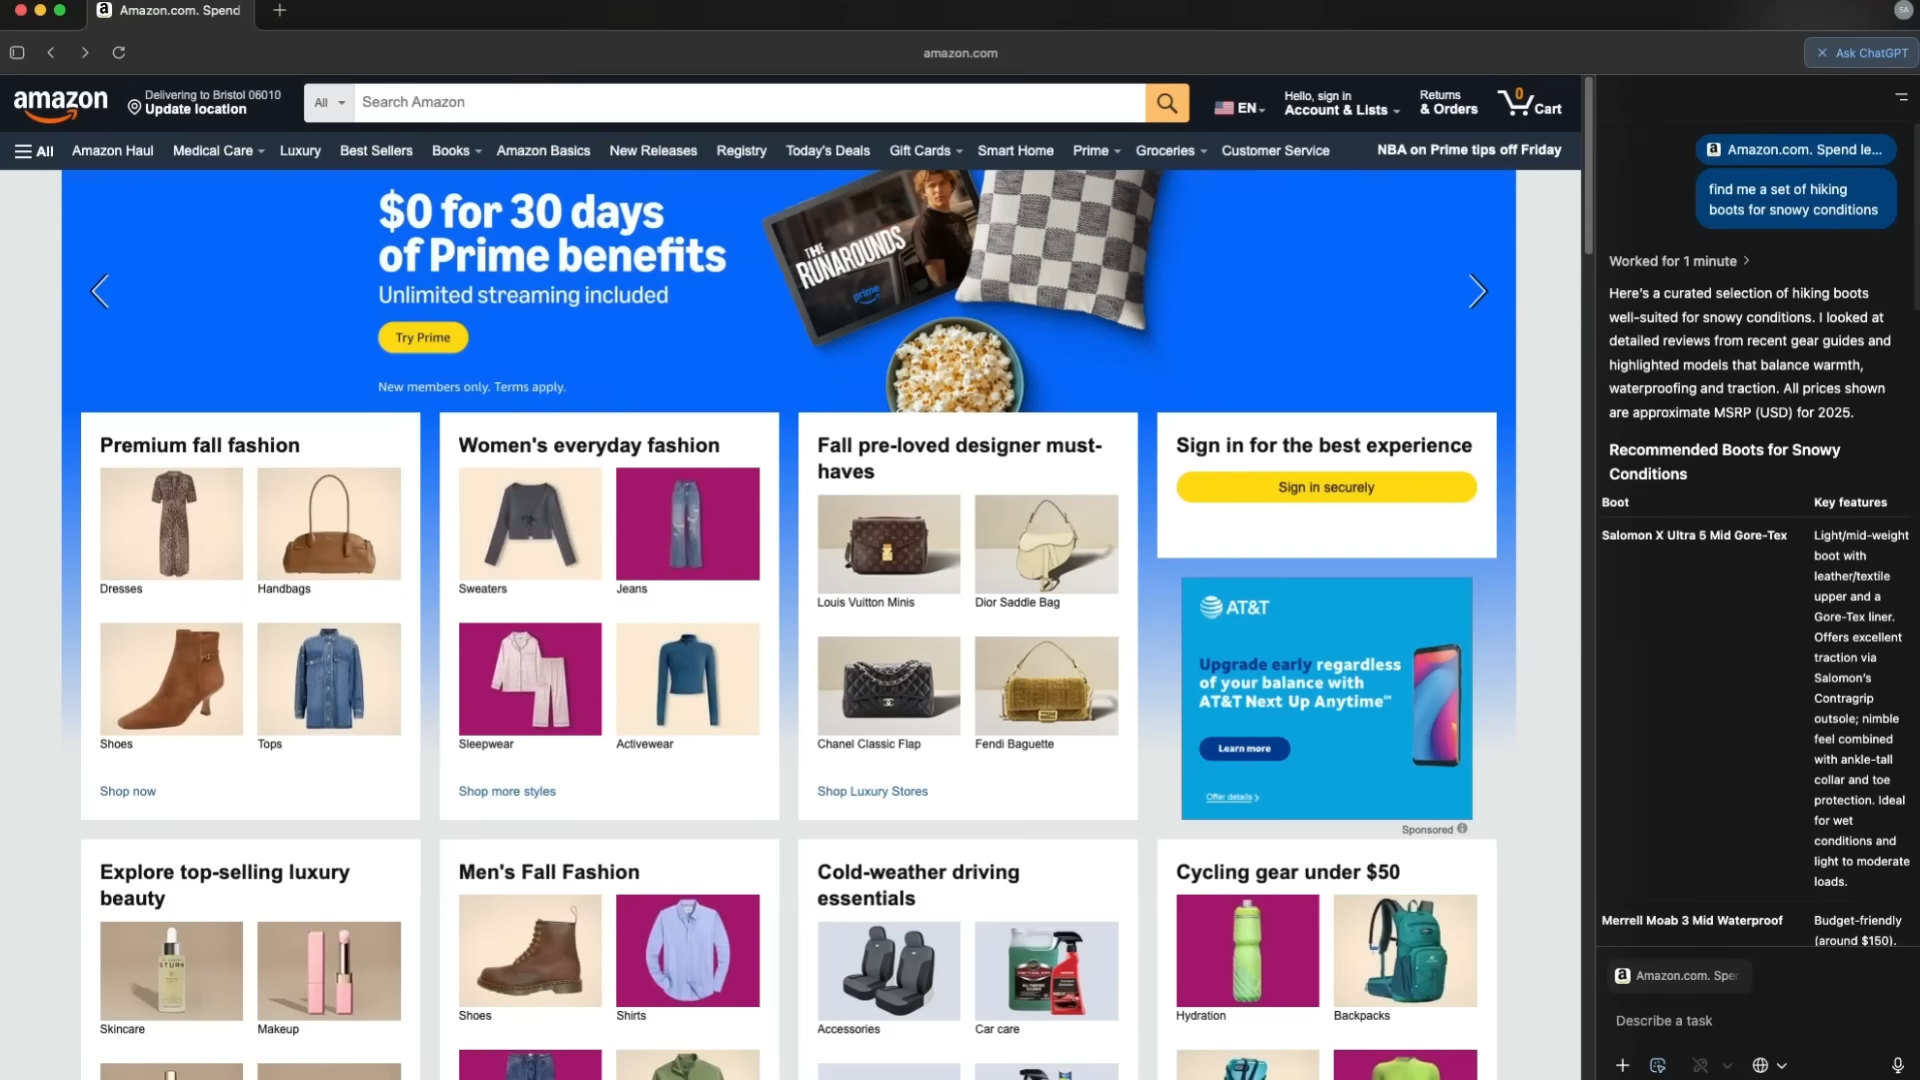 Amazon.com. Spend
SA
amazon.com
Ask ChatGPT
amazon
Delivering to Bristol 06010
Update location
All
Search Amazon
EN
Hello, sign in
Account & Lists
Returns
& Orders
0
Cart
All
Amazon Haul
Medical Care
Luxury
Best Sellers
Books
Amazon Basics
New Releases
Registry
Today's Deals
Gift Cards
Smart Home
Prime
Groceries
Customer Service
NBA on Prime tips off Friday
$0 for 30 days
of Prime benefits
Unlimited streaming included
Try Prime
New members only. Terms apply.
THE
RUNAROUNDS
prime
Premium fall fashion
Dresses
Handbags
Shoes
Tops
Shop now
Women's everyday fashion
Sweaters
Jeans
Sleepwear
Activewear
Shop more styles
Fall pre-loved designer must-
haves
Louis Vuitton Minis
Dior Saddle Bag
Chanel Classic Flap
Fendi Baguette
Shop Luxury Stores
Sign in for the best experience
Sign in securely
AT&T
Upgrade early regardless
of your balance with
AT&T Next Up Anytime℠
Learn more
Offer details >
Sponsored
Explore top-selling luxury
beauty
Skincare
Makeup
Men's Fall Fashion
Shoes
Shirts
Cold-weather driving
essentials
Accessories
Car care
Cycling gear under $50
Hydration
Backpacks
Amazon.com. Spend le...
find me a set of hiking
boots for snowy conditions
Worked for 1 minute >
Here's a curated selection of hiking boots
well-suited for snowy conditions. I looked at
detailed reviews from recent gear guides and
highlighted models that balance warmth,
waterproofing and traction. All prices shown
are approximate MSRP (USD) for 2025.
Recommended Boots for Snowy
Conditions
Boot
Key features
Salomon X Ultra 5 Mid Gore-Tex
Light/mid-weight
boot with
leather/textile
upper and a
Gore-Tex liner.
Offers excellent
traction via
Salomon's
Contragrip
outsole; nimble
feel combined
with ankle-tall
collar and toe
protection. Ideal
for wet
conditions and
light to moderate
loads.
Merrell Moab 3 Mid Waterproof
Budget-friendly
(around $150).
Amazon.com. Sper
Describe a task